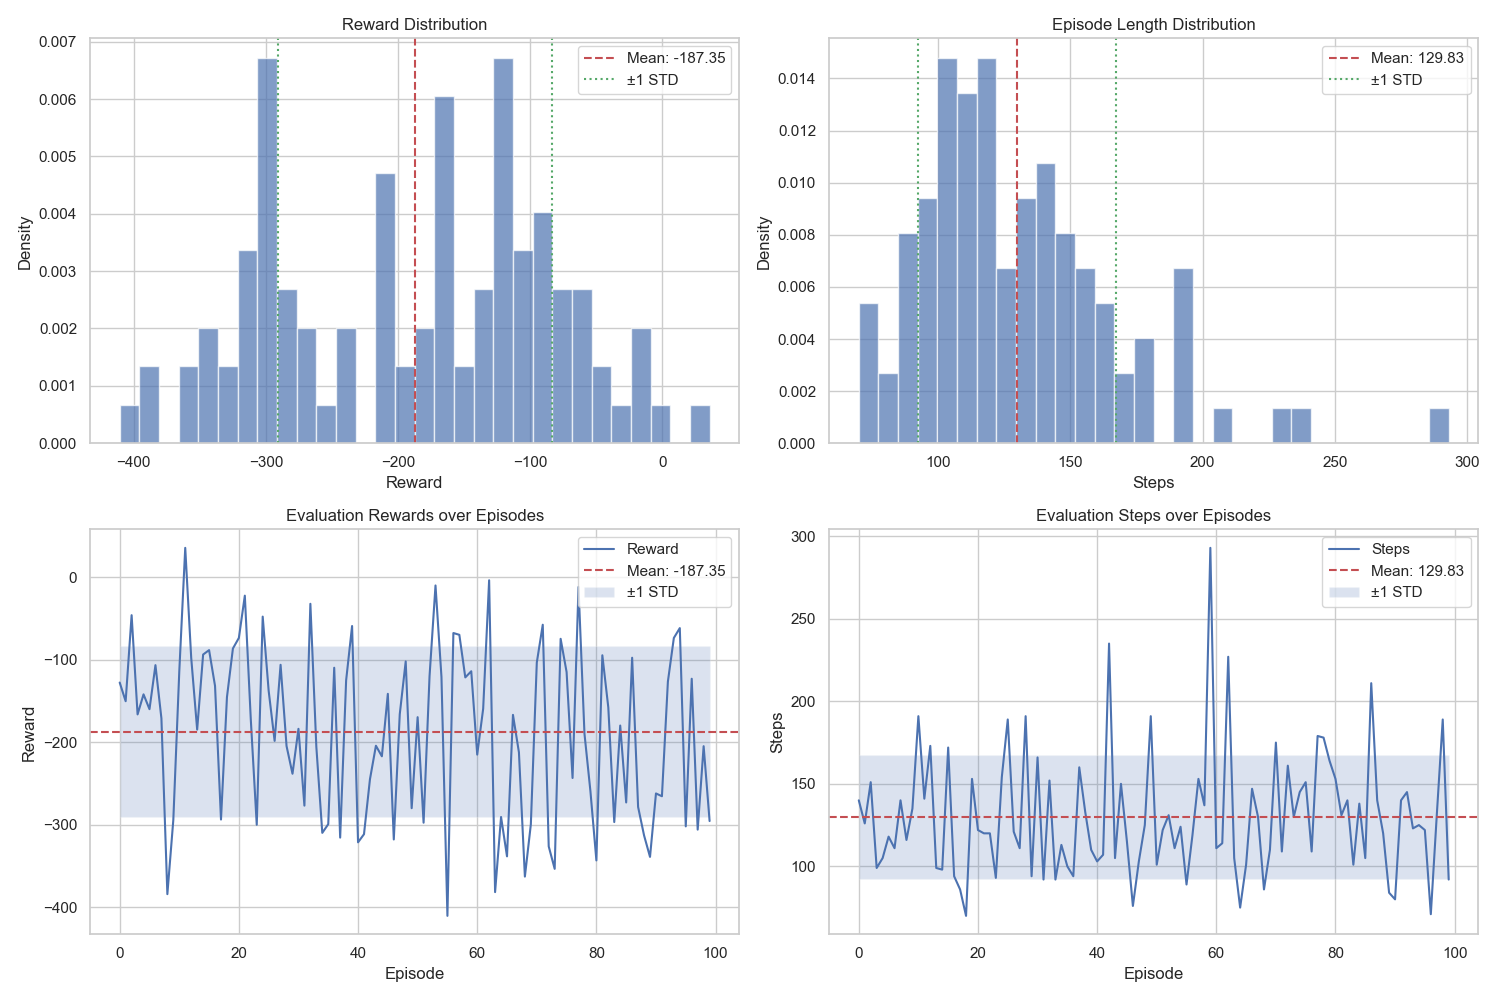 Reward Distribution
0.007
0.006
0.005
0.004
0.003
0.002
0.001
0.000
Density
−400
−300
−200
−100
0
Reward
Mean: -187.35
±1 STD
Episode Length Distribution
0.014
0.012
0.010
0.008
0.006
0.004
0.002
0.000
Density
100
150
200
250
300
Steps
Mean: 129.83
±1 STD
Evaluation Rewards over Episodes
0
−100
−200
−300
−400
Reward
0
20
40
60
80
100
Episode
Reward
Mean: -187.35
±1 STD
Evaluation Steps over Episodes
300
250
200
150
100
Steps
0
20
40
60
80
100
Episode
Steps
Mean: 129.83
±1 STD